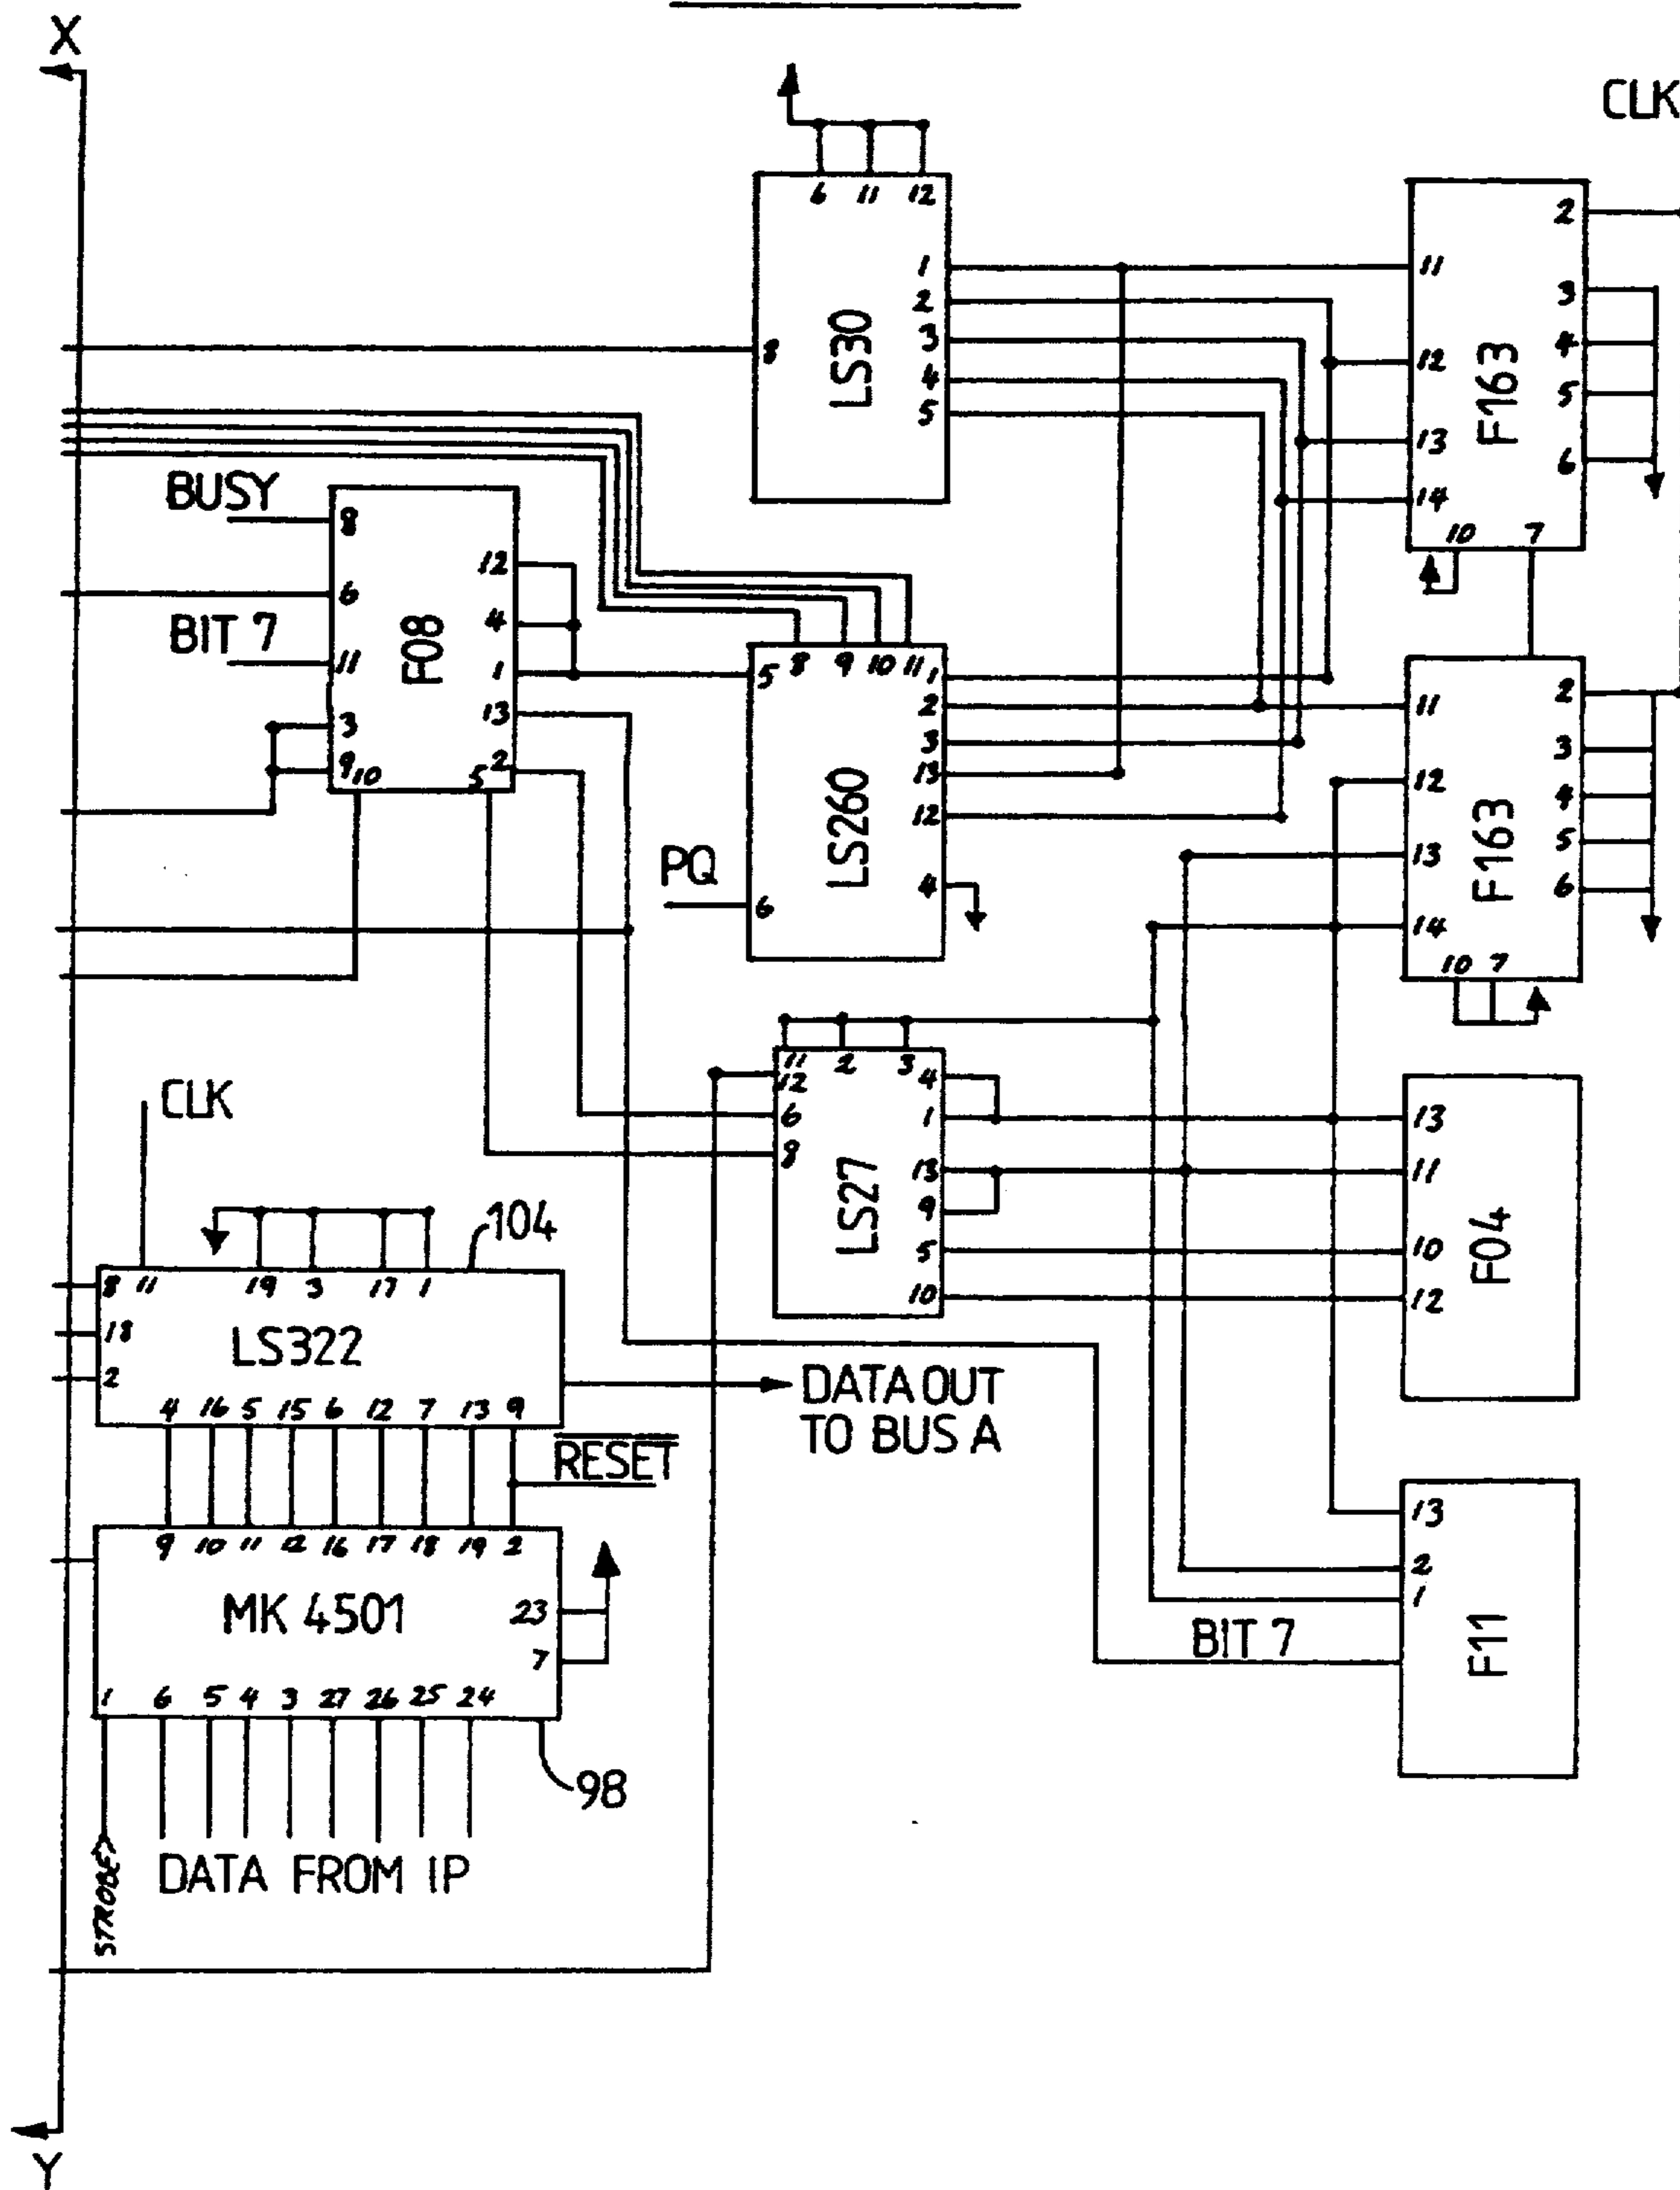 X
CLK
6 11 12
LS30
8
1
2
3
4
5
F163
11
12
13
14
10 7
2
3
4
5
6
BUSY
8
6
BIT 7
11
3
9
10
F08
12
4
1
13
2
5
8 9 10 11
5
LS260
1
2
3
13
12
4
PQ
6
F163
11
12
13
14
10 7
2
3
4
5
6
11 2 3
12
6
8
LS27
4
1
13
9
5
10
F04
13
11
10
12
CLK
104
8 11 19 3 17 1
18
2
LS322
4 16 5 15 6 12 7 13 9
DATA OUT
TO BUS A
RESET
9 10 11 12 16 17 18 19 2
MK 4501
23
7
1 6 5 4 3 27 26 25 24
98
STROBE
DATA FROM IP
BIT 7
F11
13
2
1
Y